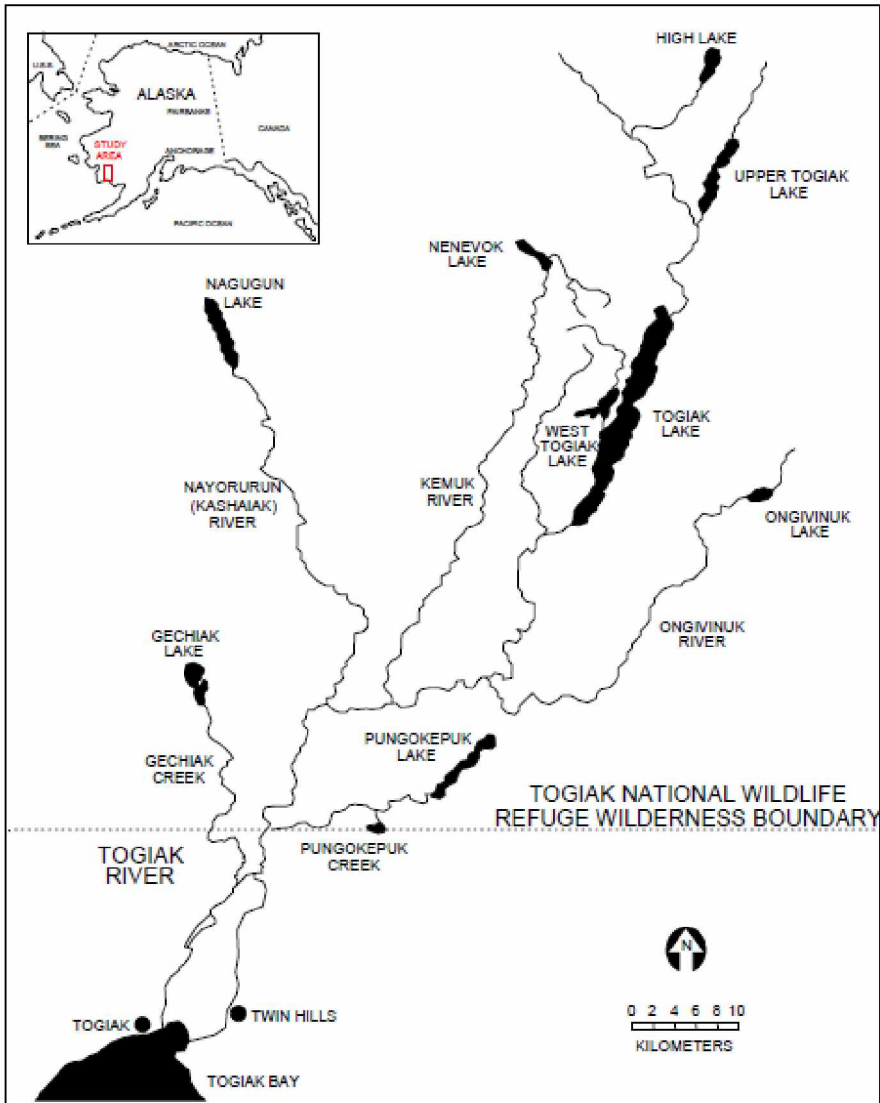 ARCTIC OCEAN
ALASKA
FAIRBANKS
CANADA
BERING
SEA
STUDY
AREA
ANCHORAGE
PACIFIC OCEAN
HIGH LAKE
UPPER TOGIAK
LAKE
NENEVOK
LAKE
NAGUGUN
LAKE
WEST
TOGIAK
LAKE
TOGIAK
LAKE
KEMUK
RIVER
NAYORURUN
(KASHAIAK)
RIVER
ONGIVINUK
LAKE
ONGIVINUK
RIVER
GECHIAK
LAKE
PUNGOKEPUK
LAKE
GECHIAK
CREEK
TOGIAK NATIONAL WILDLIFE
REFUGE WILDERNESS BOUNDARY
PUNGOKEPUK
CREEK
TOGIAK
RIVER
N
0 2 4 6 8 10
KILOMETERS
TWIN HILLS
TOGIAK
TOGIAK BAY